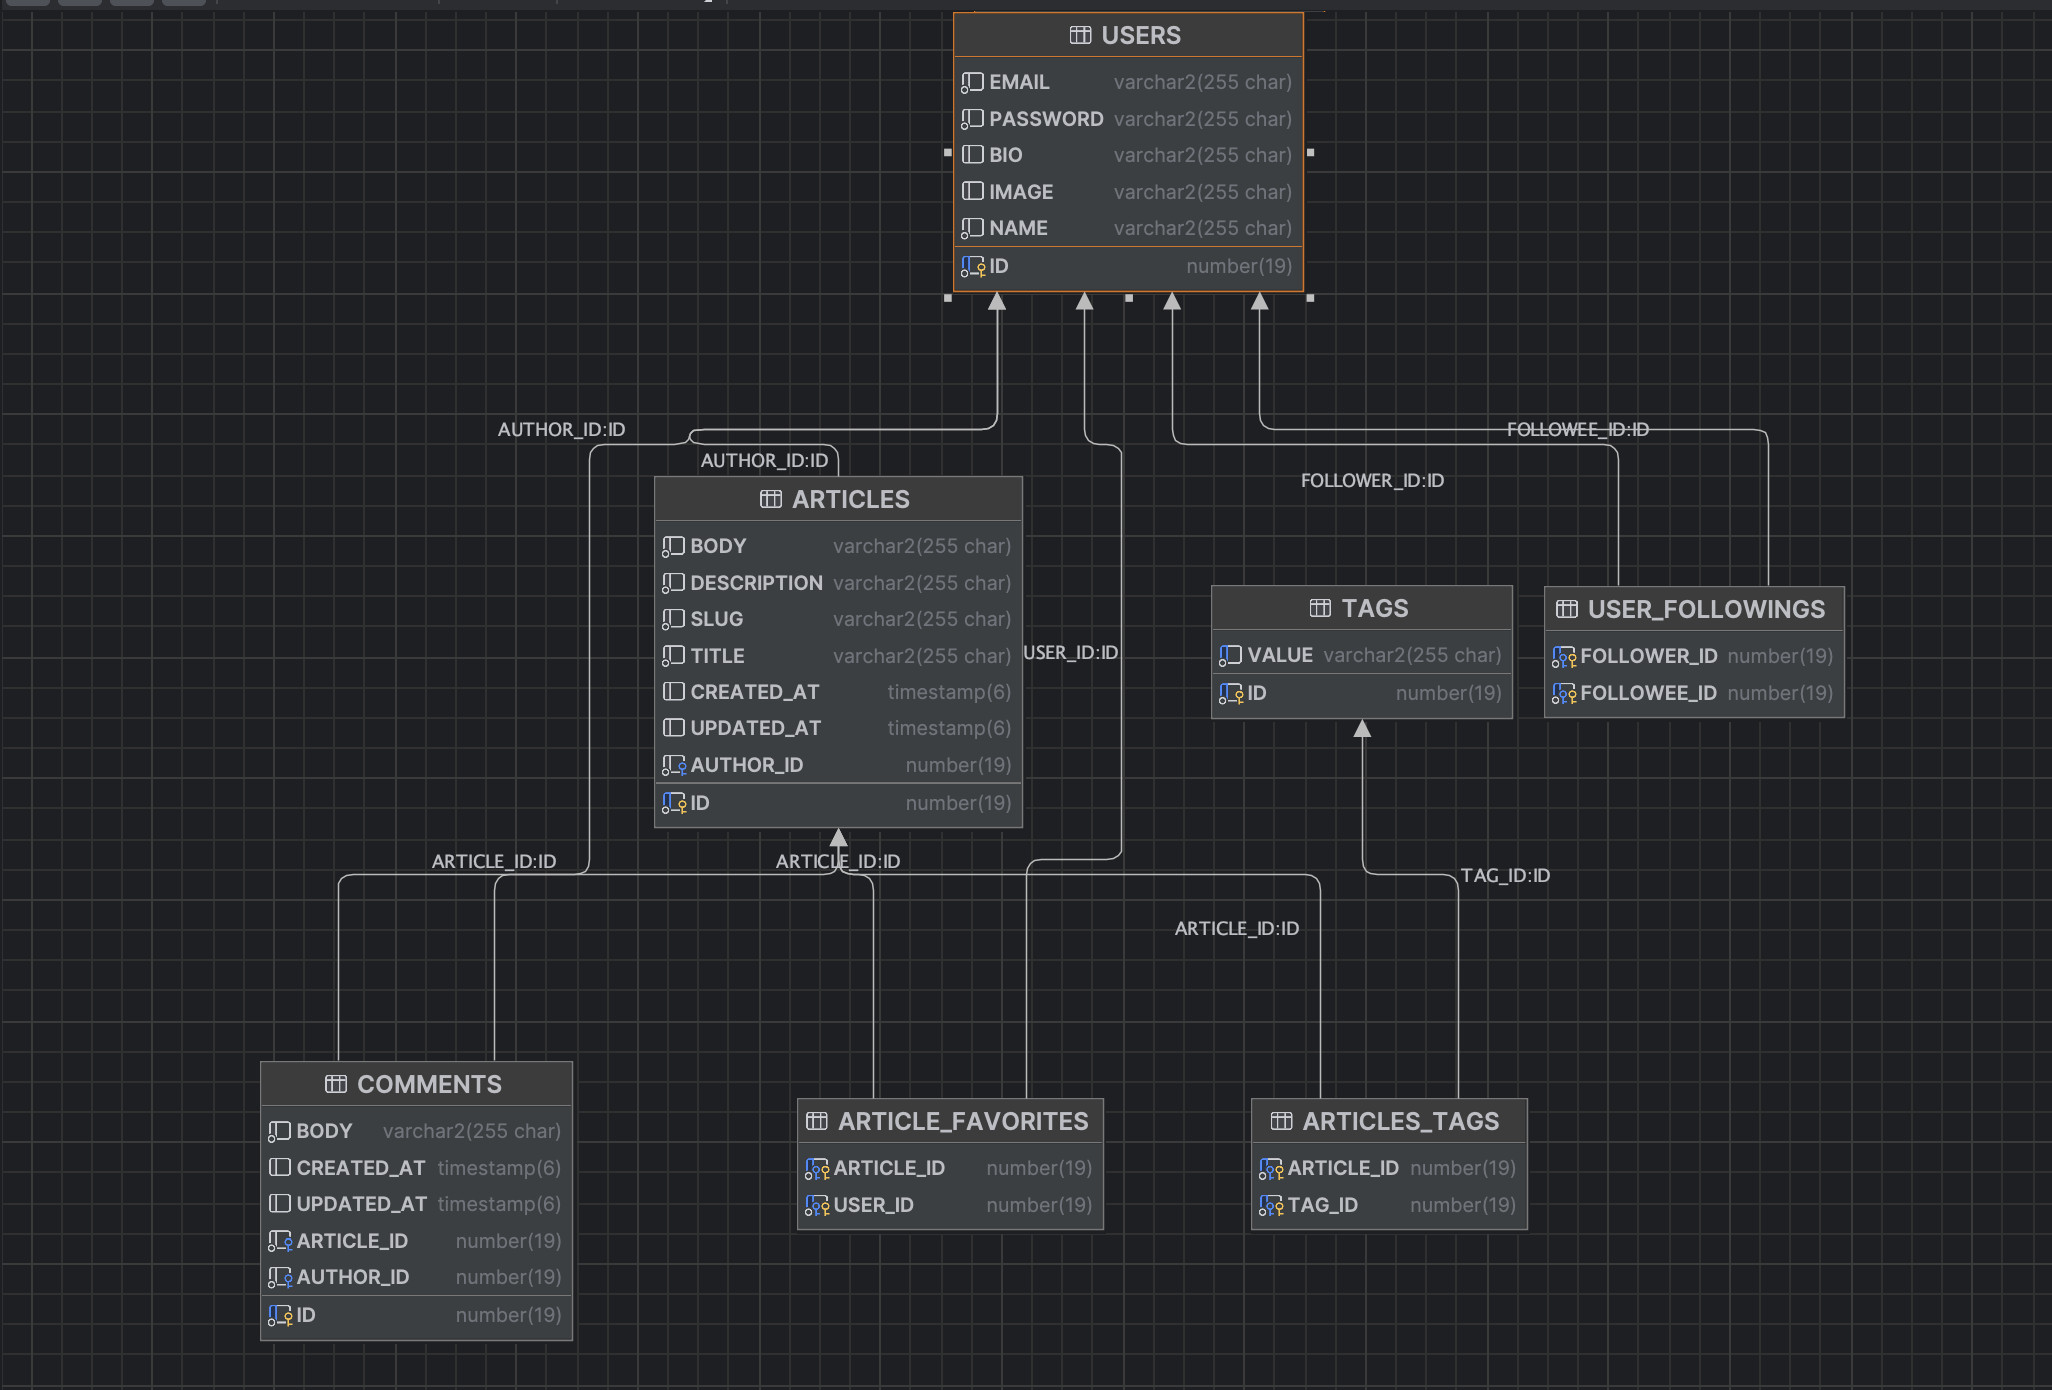 USERS
EMAIL varchar2(255 char)
PASSWORD varchar2(255 char)
BIO varchar2(255 char)
IMAGE varchar2(255 char)
NAME varchar2(255 char)
ID number(19)
AUTHOR_ID:ID
FOLLOWEE_ID:ID
AUTHOR_ID:ID
FOLLOWER_ID:ID
ARTICLES
BODY varchar2(255 char)
DESCRIPTION varchar2(255 char)
SLUG varchar2(255 char)
TITLE varchar2(255 char)
CREATED_AT timestamp(6)
UPDATED_AT timestamp(6)
AUTHOR_ID number(19)
ID number(19)
USER_ID:ID
TAGS
VALUE varchar2(255 char)
ID number(19)
USER_FOLLOWINGS
FOLLOWER_ID number(19)
FOLLOWEE_ID number(19)
ARTICLE_ID:ID
ARTICLE_ID:ID
TAG_ID:ID
ARTICLE_ID:ID
COMMENTS
BODY varchar2(255 char)
CREATED_AT timestamp(6)
UPDATED_AT timestamp(6)
ARTICLE_ID number(19)
AUTHOR_ID number(19)
ID number(19)
ARTICLE_FAVORITES
ARTICLE_ID number(19)
USER_ID number(19)
ARTICLES_TAGS
ARTICLE_ID number(19)
TAG_ID number(19)